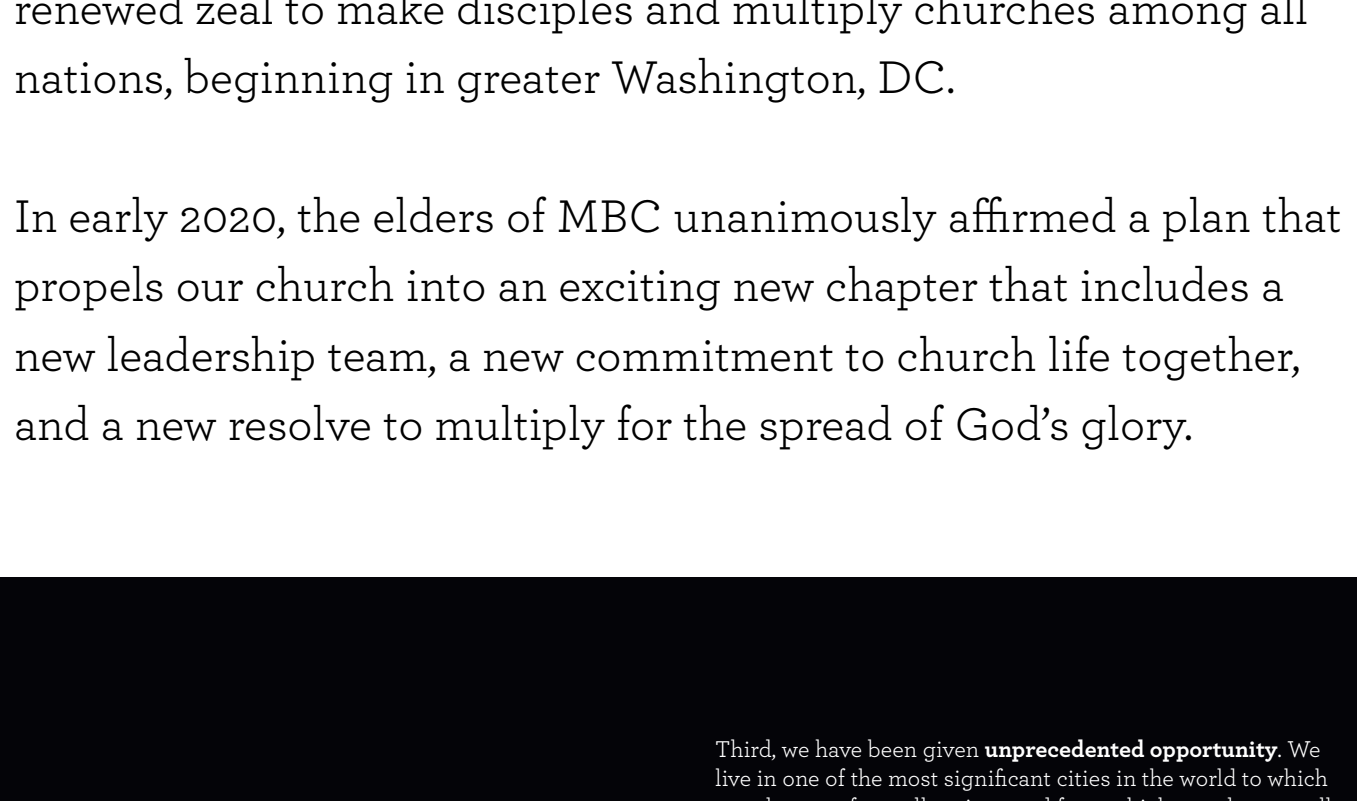 renewed zeal to make disciples and multiply churches among all
nations, beginning in greater Washington, DC.
In early 2020, the elders of MBC unanimously affirmed a plan that
propels our church into an exciting new chapter that includes a
new leadership team, a new commitment to church life together,
and a new resolve to multiply for the spread of God’s glory.
Third, we have been given unprecedented opportunity. We
live in one of the most significant cities in the world to which